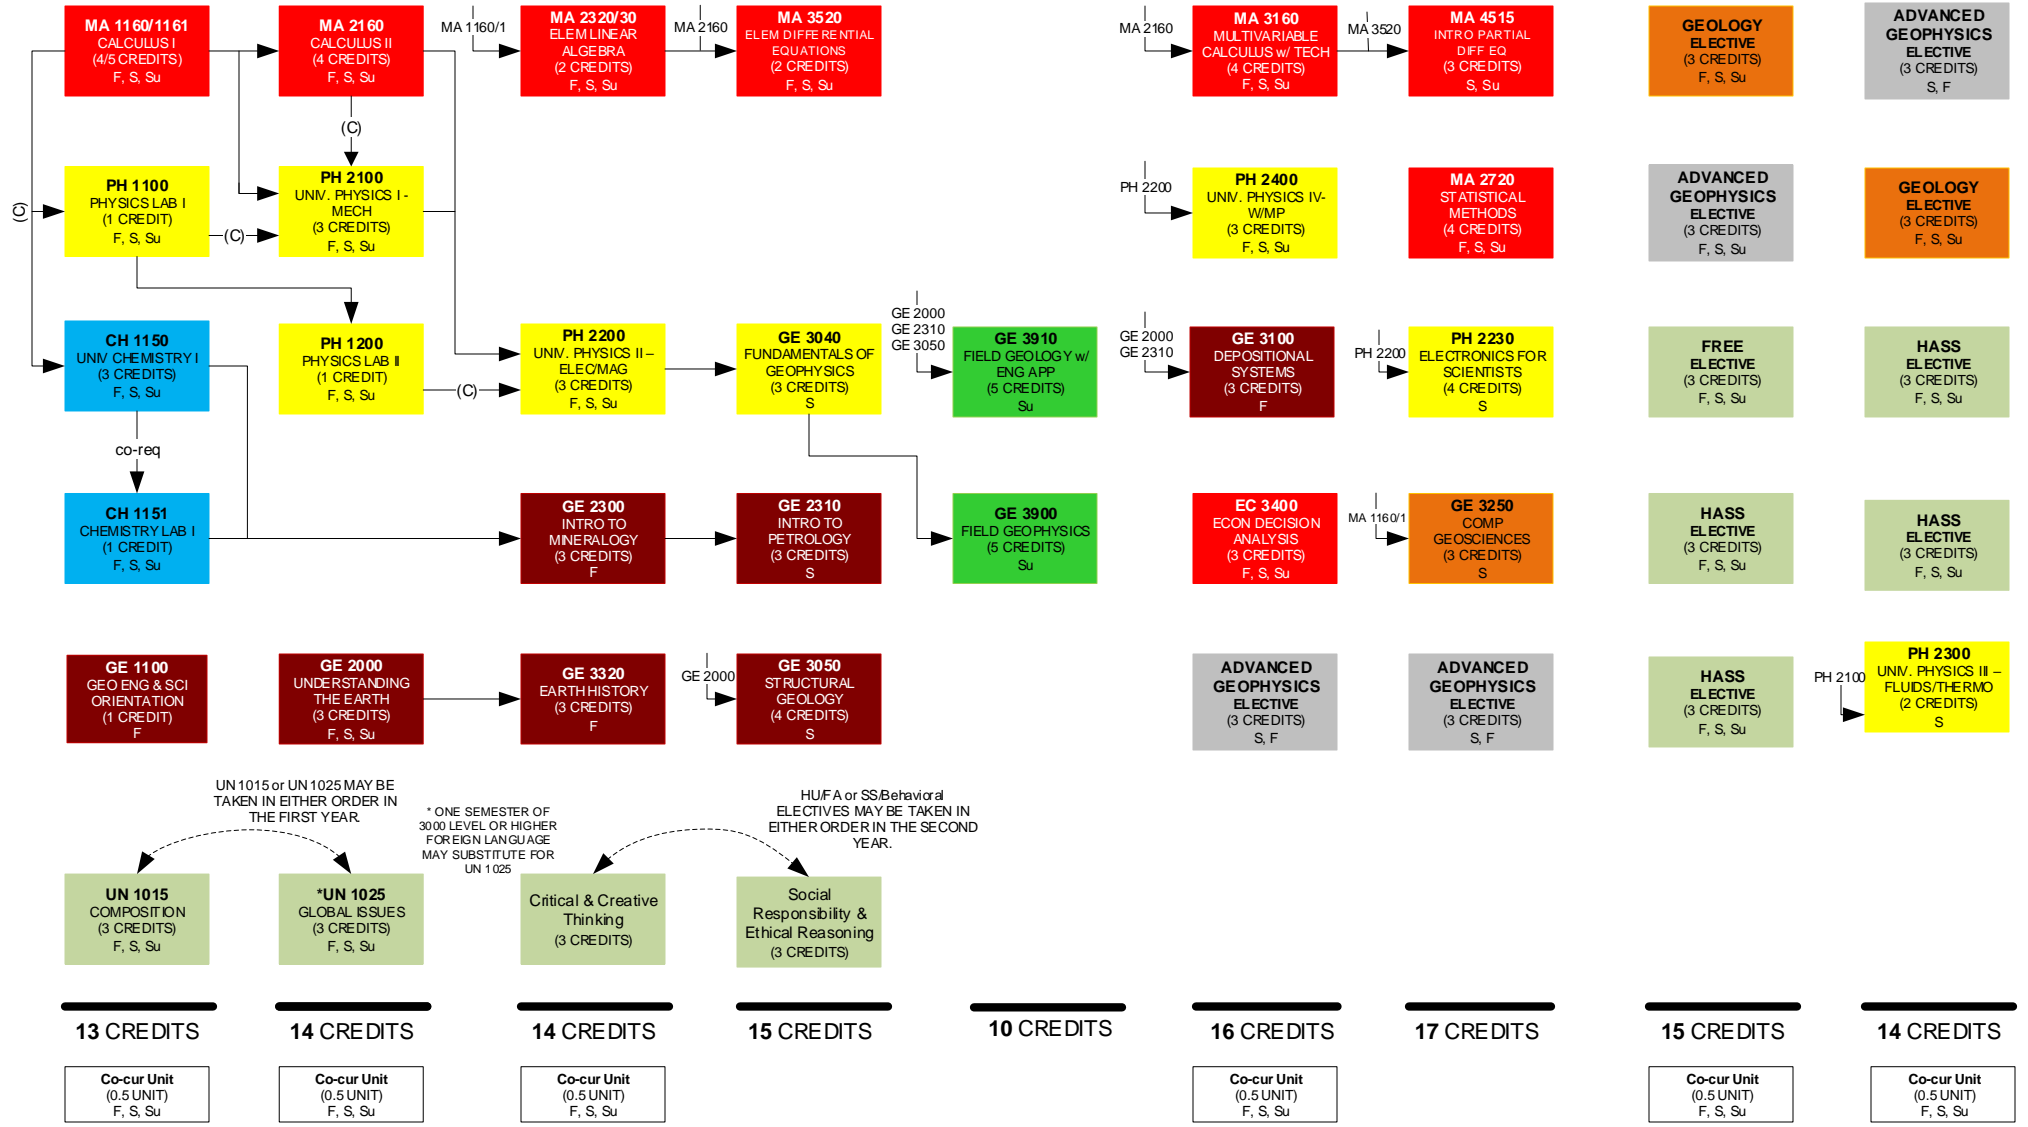 MA 1160/1161
CALCULUS I
(4/5 CREDITS)
F, S, Su
MA 2160
CALCULUS II
(4 CREDITS)
F, S, Su
MA 1160/1
MA 2320/30
ELEM LINEAR
ALGEBRA
(2 CREDITS)
F, S, Su
MA 2160
MA 3520
ELEM DIFFERENTIAL
EQUATIONS
(2 CREDITS)
F, S, Su
MA 2160
MA 3160
MULTIVARIABLE
CALCULUS w/ TECH
(4 CREDITS)
F, S, Su
MA 3520
MA 4515
INTRO PARTIAL
DIFF EQ
(3 CREDITS)
S, Su
GEOLOGY
ELECTIVE
(3 CREDITS)
F, S, Su
ADVANCED
GEOPHYSICS
ELECTIVE
(3 CREDITS)
S, F
(C)
(C)
PH 1100
PHYSICS LAB I
(1 CREDIT)
F, S, Su
(C)
PH 2100
UNIV. PHYSICS I -
MECH
(3 CREDITS)
F, S, Su
PH 2200
PH 2400
UNIV. PHYSICS IV-
W/MP
(3 CREDITS)
F, S, Su
MA 2720
STATISTICAL
METHODS
(4 CREDITS)
F, S, Su
ADVANCED
GEOPHYSICS
ELECTIVE
(3 CREDITS)
F, S, Su
GEOLOGY
ELECTIVE
(3 CREDITS)
F, S, Su
CH 1150
UNIV CHEMISTRY I
(3 CREDITS)
F, S, Su
PH 1200
PHYSICS LAB II
(1 CREDIT)
F, S, Su
(C)
PH 2200
UNIV. PHYSICS II –
ELEC/MAG
(3 CREDITS)
F, S, Su
GE 3040
FUNDAMENTALS OF
GEOPHYSICS
(3 CREDITS)
S
GE 2000
GE 2310
GE 3050
GE 3910
FIELD GEOLOGY w/
ENG APP
(5 CREDITS)
Su
GE 2000
GE 2310
GE 3100
DEPOSITIONAL
SYSTEMS
(3 CREDITS)
F
PH 2200
PH 2230
ELECTRONICS FOR
SCIENTISTS
(4 CREDITS)
S
FREE
ELECTIVE
(3 CREDITS)
F, S, Su
HASS
ELECTIVE
(3 CREDITS)
F, S, Su
co-req
CH 1151
CHEMISTRY LAB I
(1 CREDIT)
F, S, Su
GE 2300
INTRO TO
MINERALOGY
(3 CREDITS)
F
GE 2310
INTRO TO
PETROLOGY
(3 CREDITS)
S
GE 3900
FIELD GEOPHYSICS
(5 CREDITS)
Su
EC 3400
ECON DECISION
ANALYSIS
(3 CREDITS)
F, S, Su
MA 1160/1
GE 3250
COMP
GEOSCIENCES
(3 CREDITS)
S
HASS
ELECTIVE
(3 CREDITS)
F, S, Su
HASS
ELECTIVE
(3 CREDITS)
F, S, Su
GE 1100
GEO ENG & SCI
ORIENTATION
(1 CREDIT)
F
GE 2000
UNDERSTANDING
THE EARTH
(3 CREDITS)
F, S, Su
GE 3320
EARTH HISTORY
(3 CREDITS)
F
GE 2000
GE 3050
STRUCTURAL
GEOLOGY
(4 CREDITS)
S
ADVANCED
GEOPHYSICS
ELECTIVE
(3 CREDITS)
S, F
ADVANCED
GEOPHYSICS
ELECTIVE
(3 CREDITS)
S, F
HASS
ELECTIVE
(3 CREDITS)
F, S, Su
PH 2100
PH 2300
UNIV. PHYSICS III –
FLUIDS/THERMO
(2 CREDITS)
S
UN 1015 or UN 1025 MAY BE
TAKEN IN EITHER ORDER IN
THE FIRST YEAR.
* ONE SEMESTER OF
3000 LEVEL OR HIGHER
FOREIGN LANGUAGE
MAY SUBSTITUTE FOR
UN 1025
HU/FA or SS/Behavioral
ELECTIVES MAY BE TAKEN IN
EITHER ORDER IN THE SECOND
YEAR.
UN 1015
COMPOSITION
(3 CREDITS)
F, S, Su
*UN 1025
GLOBAL ISSUES
(3 CREDITS)
F, S, Su
Critical & Creative
Thinking
(3 CREDITS)
Social
Responsibility &
Ethical Reasoning
(3 CREDITS)
13 CREDITS
14 CREDITS
14 CREDITS
15 CREDITS
10 CREDITS
16 CREDITS
17 CREDITS
15 CREDITS
14 CREDITS
Co-cur Unit
(0.5 UNIT)
F, S, Su
Co-cur Unit
(0.5 UNIT)
F, S, Su
Co-cur Unit
(0.5 UNIT)
F, S, Su
Co-cur Unit
(0.5 UNIT)
F, S, Su
Co-cur Unit
(0.5 UNIT)
F, S, Su
Co-cur Unit
(0.5 UNIT)
F, S, Su